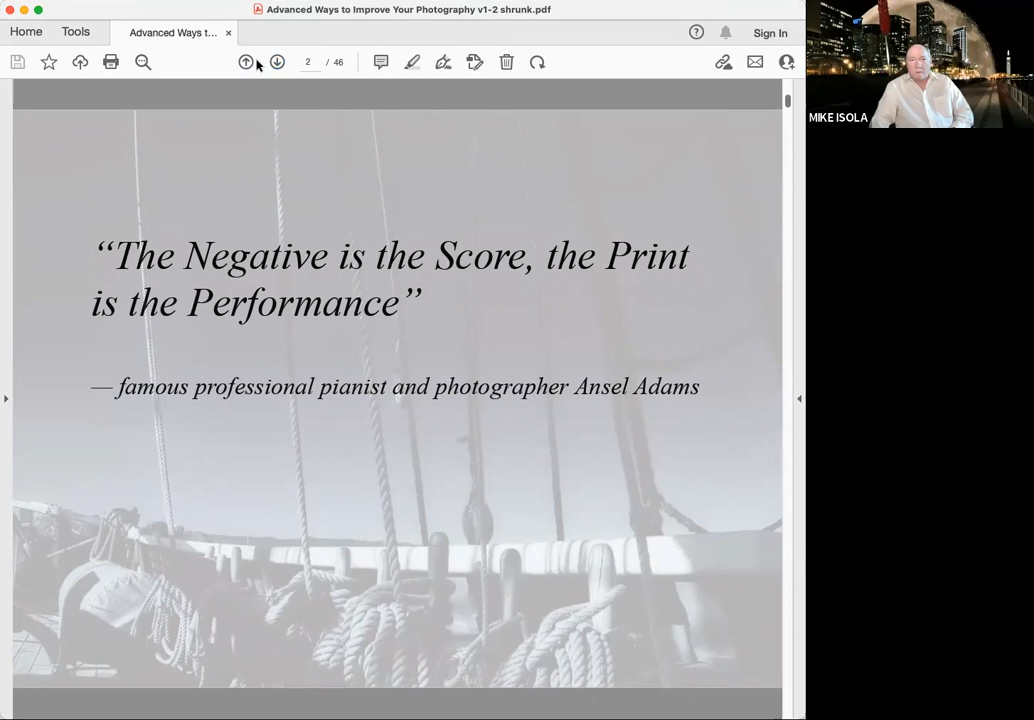 Advanced Ways to Improve Your Photography v1-2 shrunk.pdf
Home Tools Advanced Ways t... × Sign In
2 / 46
“The Negative is the Score, the Print
is the Performance”
— famous professional pianist and photographer Ansel Adams
MIKE ISOLA